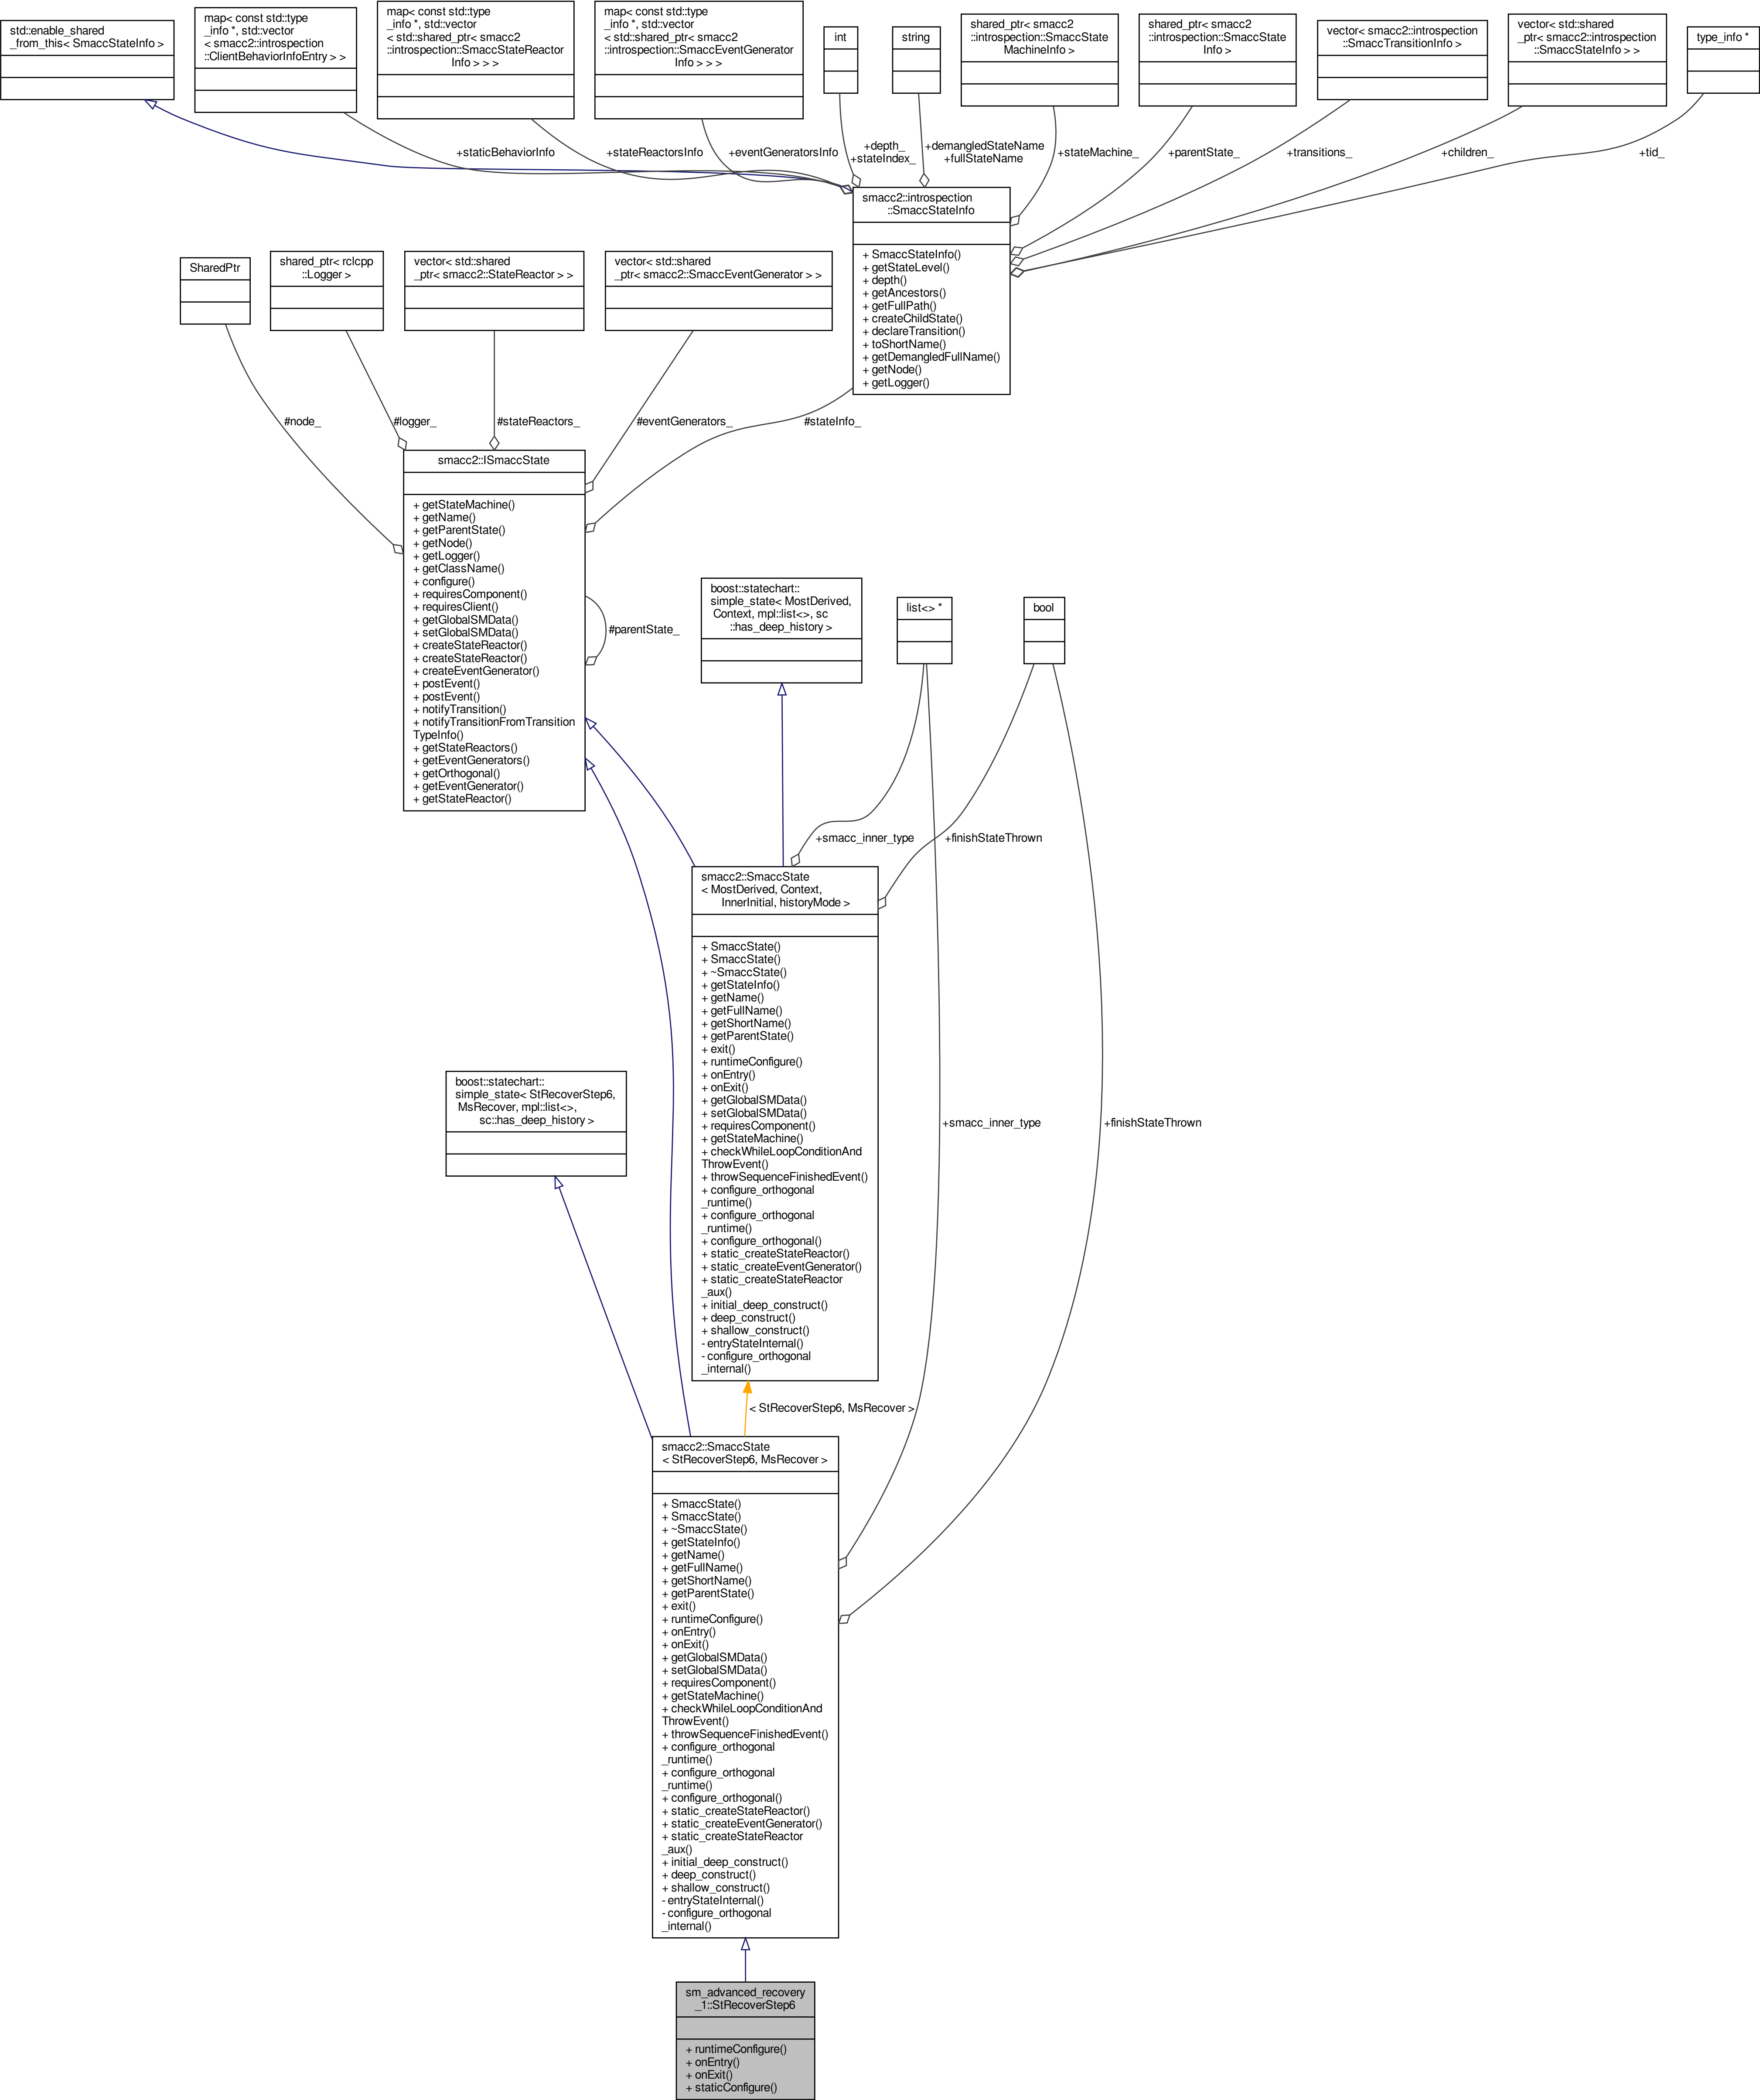 std::enable_shared
_from_this< SmaccStateInfo >
map< const std::type
_info *, std::vector
< smacc2::introspection
::ClientBehaviorInfoEntry > >
map< const std::type
_info *, std::vector
< std::shared_ptr< smacc2
::introspection::SmaccStateReactor
Info > > >
map< const std::type
_info *, std::vector
< std::shared_ptr< smacc2
::introspection::SmaccEventGenerator
Info > > >
int
string
shared_ptr< smacc2
::introspection::SmaccState
MachineInfo >
shared_ptr< smacc2
::introspection::SmaccState
Info >
vector< smacc2::introspection
::SmaccTransitionInfo >
vector< std::shared
_ptr< smacc2::introspection
::SmaccStateInfo > >
type_info *
+staticBehaviorInfo
+stateReactorsInfo
+eventGeneratorsInfo
+depth_
+stateIndex_
+demangledStateName
+fullStateName
+stateMachine_
+parentState_
+transitions_
+children_
+tid_
smacc2::introspection
::SmaccStateInfo
+ SmaccStateInfo()
+ getStateLevel()
+ depth()
+ getAncestors()
+ getFullPath()
+ createChildState()
+ declareTransition()
+ toShortName()
+ getDemangledFullName()
+ getNode()
+ getLogger()
SharedPtr
shared_ptr< rclcpp
::Logger >
vector< std::shared
_ptr< smacc2::StateReactor > >
vector< std::shared
_ptr< smacc2::SmaccEventGenerator > >
#node_
#logger_
#stateReactors_
#eventGenerators_
#stateInfo_
smacc2::ISmaccState
+ getStateMachine()
+ getName()
+ getParentState()
+ getNode()
+ getLogger()
+ getClassName()
+ configure()
+ requiresComponent()
+ requiresClient()
+ getGlobalSMData()
+ setGlobalSMData()
+ createStateReactor()
+ createStateReactor()
+ createEventGenerator()
+ postEvent()
+ postEvent()
+ notifyTransition()
+ notifyTransitionFromTransition
TypeInfo()
+ getStateReactors()
+ getEventGenerators()
+ getOrthogonal()
+ getEventGenerator()
+ getStateReactor()
#parentState_
boost::statechart::
simple_state< MostDerived,
Context, mpl::list<>, sc
::has_deep_history >
list<> *
bool
+smacc_inner_type
+finishStateThrown
smacc2::SmaccState
< MostDerived, Context,
InnerInitial, historyMode >
+ SmaccState()
+ SmaccState()
+ ~SmaccState()
+ getStateInfo()
+ getName()
+ getFullName()
+ getShortName()
+ getParentState()
+ exit()
+ runtimeConfigure()
+ onEntry()
+ onExit()
+ getGlobalSMData()
+ setGlobalSMData()
+ requiresComponent()
+ getStateMachine()
+ checkWhileLoopConditionAnd
ThrowEvent()
+ throwSequenceFinishedEvent()
+ configure_orthogonal
_runtime()
+ configure_orthogonal
_runtime()
+ configure_orthogonal()
+ static_createStateReactor()
+ static_createEventGenerator()
+ static_createStateReactor
_aux()
+ initial_deep_construct()
+ deep_construct()
+ shallow_construct()
- entryStateInternal()
- configure_orthogonal
_internal()
boost::statechart::
simple_state< StRecoverStep6,
MsRecover, mpl::list<>,
sc::has_deep_history >
+smacc_inner_type
+finishStateThrown
< StRecoverStep6, MsRecover >
smacc2::SmaccState
< StRecoverStep6, MsRecover >
+ SmaccState()
+ SmaccState()
+ ~SmaccState()
+ getStateInfo()
+ getName()
+ getFullName()
+ getShortName()
+ getParentState()
+ exit()
+ runtimeConfigure()
+ onEntry()
+ onExit()
+ getGlobalSMData()
+ setGlobalSMData()
+ requiresComponent()
+ getStateMachine()
+ checkWhileLoopConditionAnd
ThrowEvent()
+ throwSequenceFinishedEvent()
+ configure_orthogonal
_runtime()
+ configure_orthogonal
_runtime()
+ configure_orthogonal()
+ static_createStateReactor()
+ static_createEventGenerator()
+ static_createStateReactor
_aux()
+ initial_deep_construct()
+ deep_construct()
+ shallow_construct()
- entryStateInternal()
- configure_orthogonal
_internal()
sm_advanced_recovery
_1::StRecoverStep6
+ runtimeConfigure()
+ onEntry()
+ onExit()
+ staticConfigure()